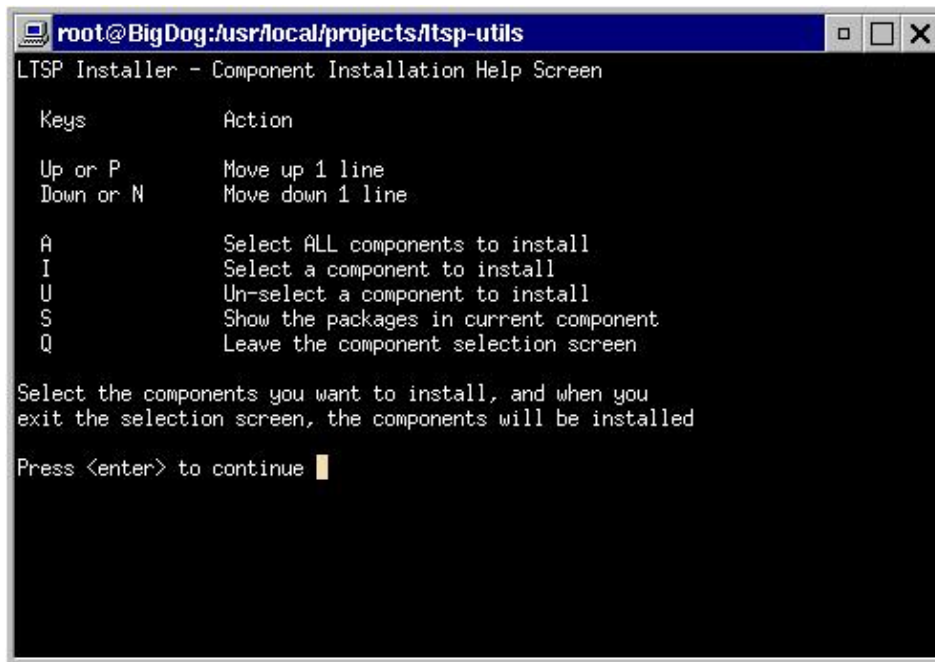 root@BigDog:/usr/local/projects/ltsp-utils
LTSP Installer - Component Installation Help Screen
Keys Action
Up or P Move up 1 line
Down or N Move down 1 line
A Select ALL components to install
I Select a component to install
U Un-select a component to install
S Show the packages in current component
Q Leave the component selection screen
Select the components you want to install, and when you
exit the selection screen, the components will be installed
Press <enter> to continue